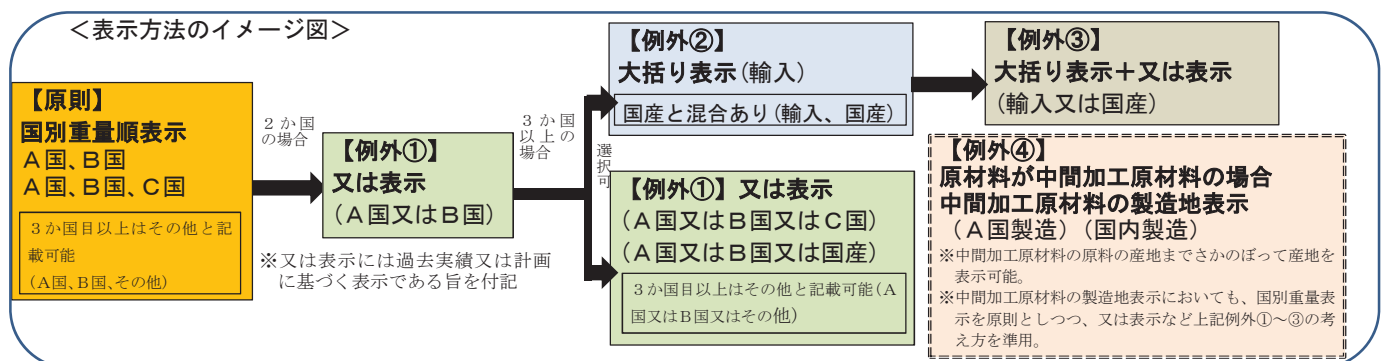 <表示方法のイメージ図>
【原則】
国別重量順表示
A国、B国
A国、B国、C国
3か国目以上はその他と記
載可能
(A国、B国、その他)
2か国
の場合
【例外①】
又は表示
(A国又はB国)
※又は表示には過去実績又は計画
に基づく表示である旨を付記
3か国
以上の
場合
選択可
【例外②】
大括り表示(輸入)
国産と混合あり(輸入、国産)
【例外①】又は表示
(A国又はB国又はC国)
(A国又はB国又は国産)
3か国目以上はその他と記載可能(A
国又はB国又はその他)
【例外③】
大括り表示+又は表示
(輸入又は国産)
【例外④】
原材料が中間加工原材料の場合
中間加工原材料の製造地表示
(A国製造)(国内製造)
※中間加工原材料の原料の産地までさかのぼって産地を
表示可能。
※中間加工原材料の製造地表示においても、国別重量表
示を原則としつつ、又は表示など上記例外①~③の考
え方を準用。